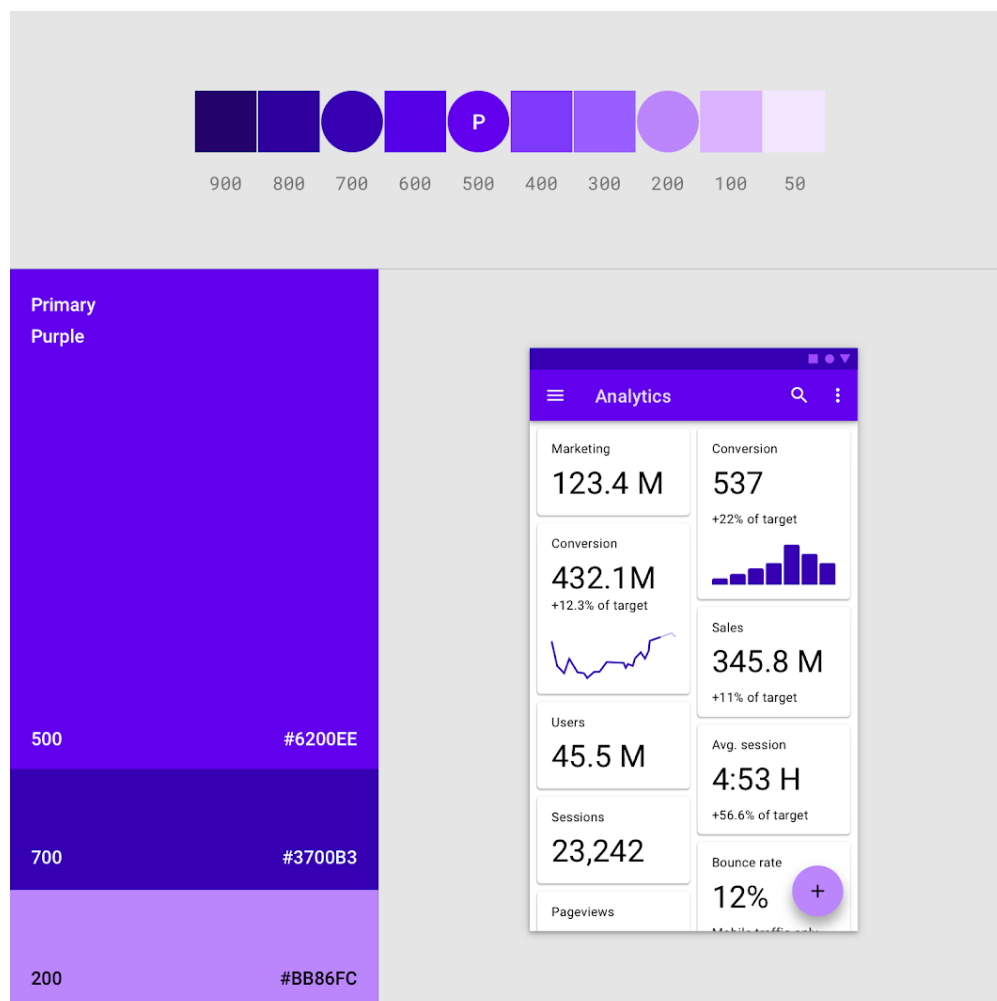 P
900 800 700 600 500 400 300 200 100 50
Primary
Purple
500 #6200EE
700 #3700B3
200 #BB86FC
Analytics
Marketing
123.4 M
Conversion
432.1M
+12.3% of target
Users
45.5 M
Sessions
23,242
Pageviews
Conversion
537
+22% of target
Sales
345.8 M
+11% of target
Avg. session
4:53 H
+56.6% of target
Bounce rate
12%
+
Mobile traffic only